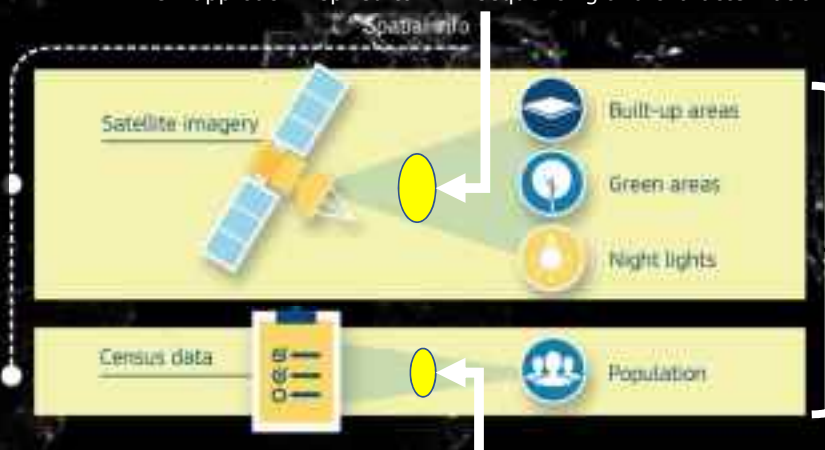 Spatial info
Satellite imagery
Built-up areas
Green areas
Night lights
Census data
Population